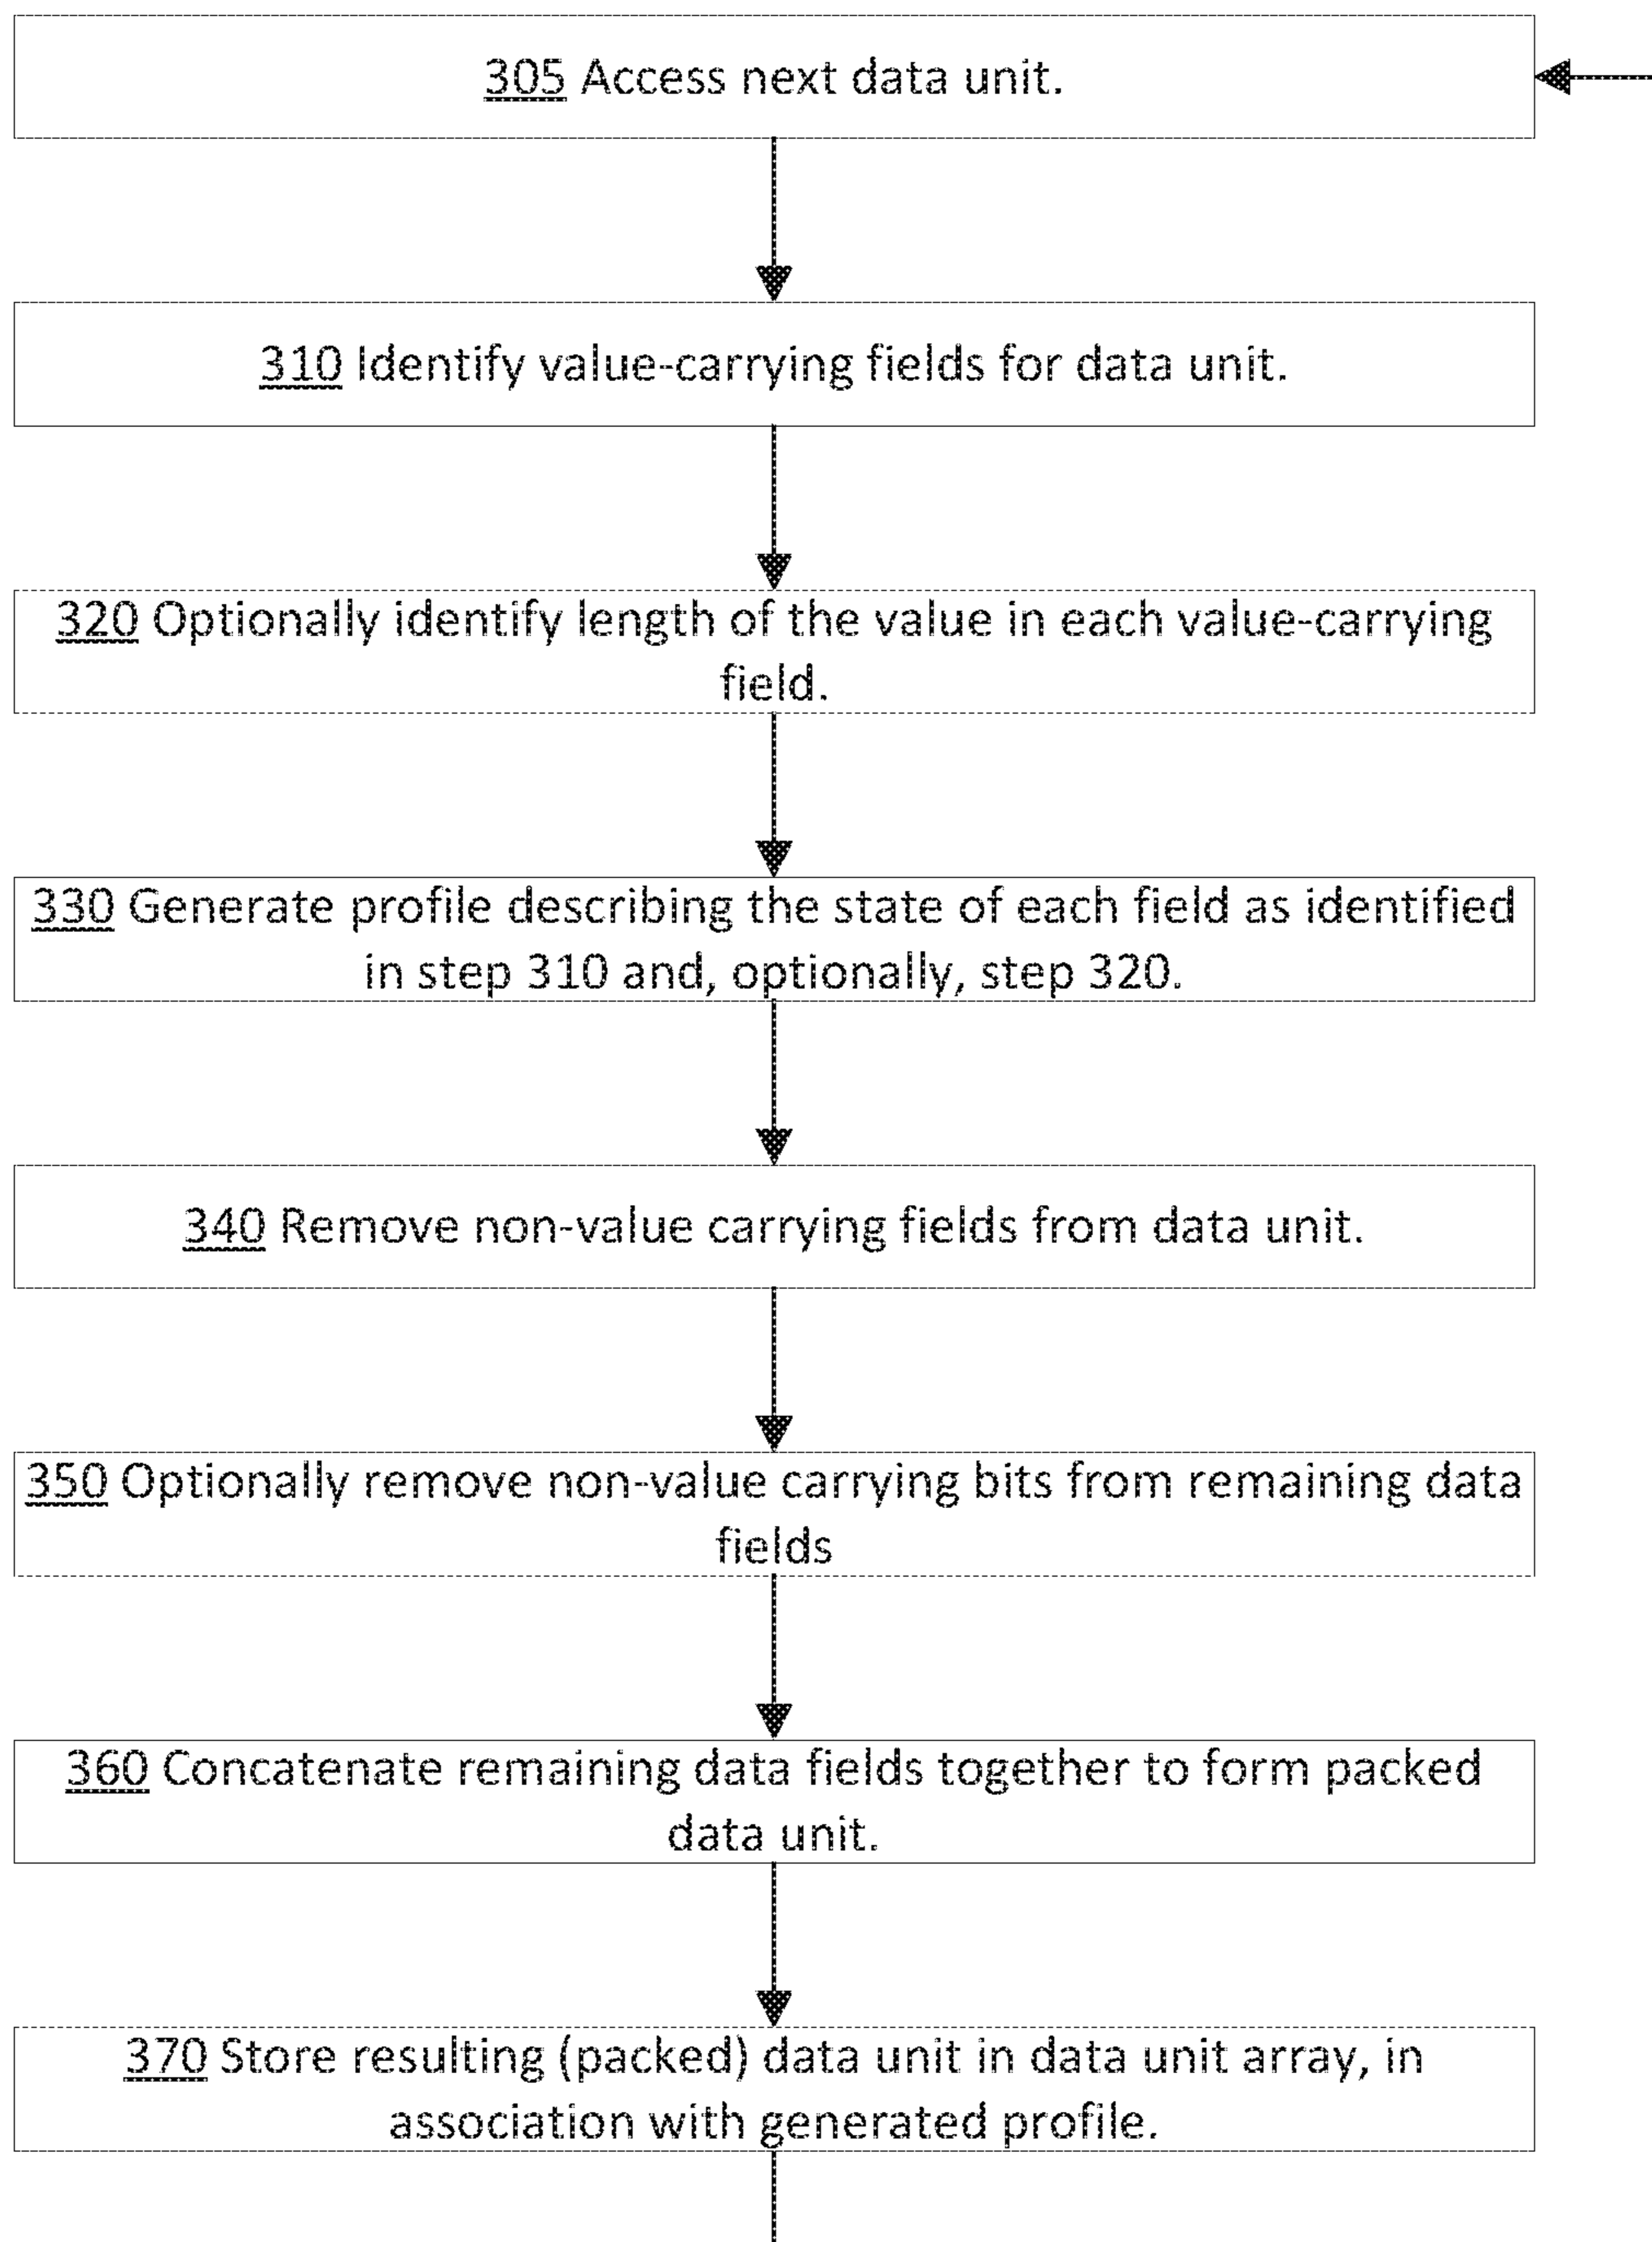 305 Access next data unit.
310 Identify value-carrying fields for data unit.
320 Optionally identify length of the value in each value-carrying
field.
330 Generate profile describing the state of each field as identified
in step 310 and, optionally, step 320.
340 Remove non-value carrying fields from data unit.
350 Optionally remove non-value carrying bits from remaining data
fields
360 Concatenate remaining data fields together to form packed
data unit.
370 Store resulting (packed) data unit in data unit array, in
association with generated profile.